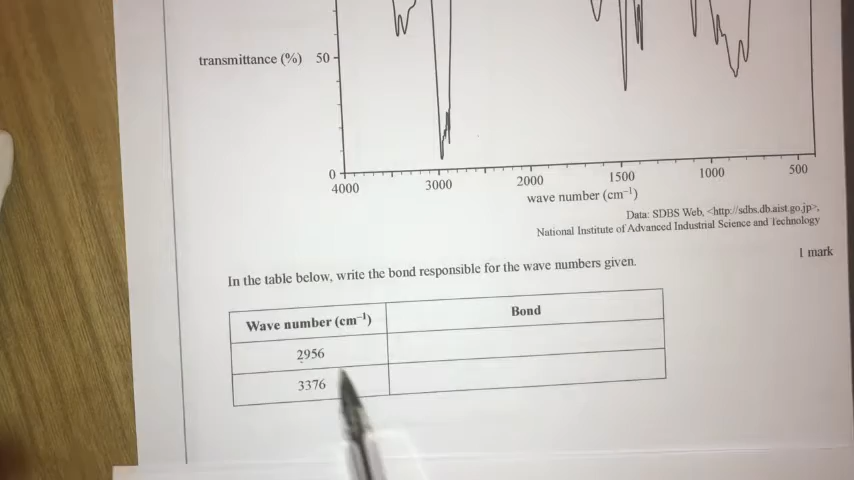 transmittance (%) 50
0
4000 3000 2000 1500 1000 500
wave number (cm⁻¹)
Data: SDBS Web, <http://sdbs.db.aist.go.jp>,
National Institute of Advanced Industrial Science and Technology
1 mark
In the table below, write the bond responsible for the wave numbers given.
Wave number (cm⁻¹) Bond
2956
3376